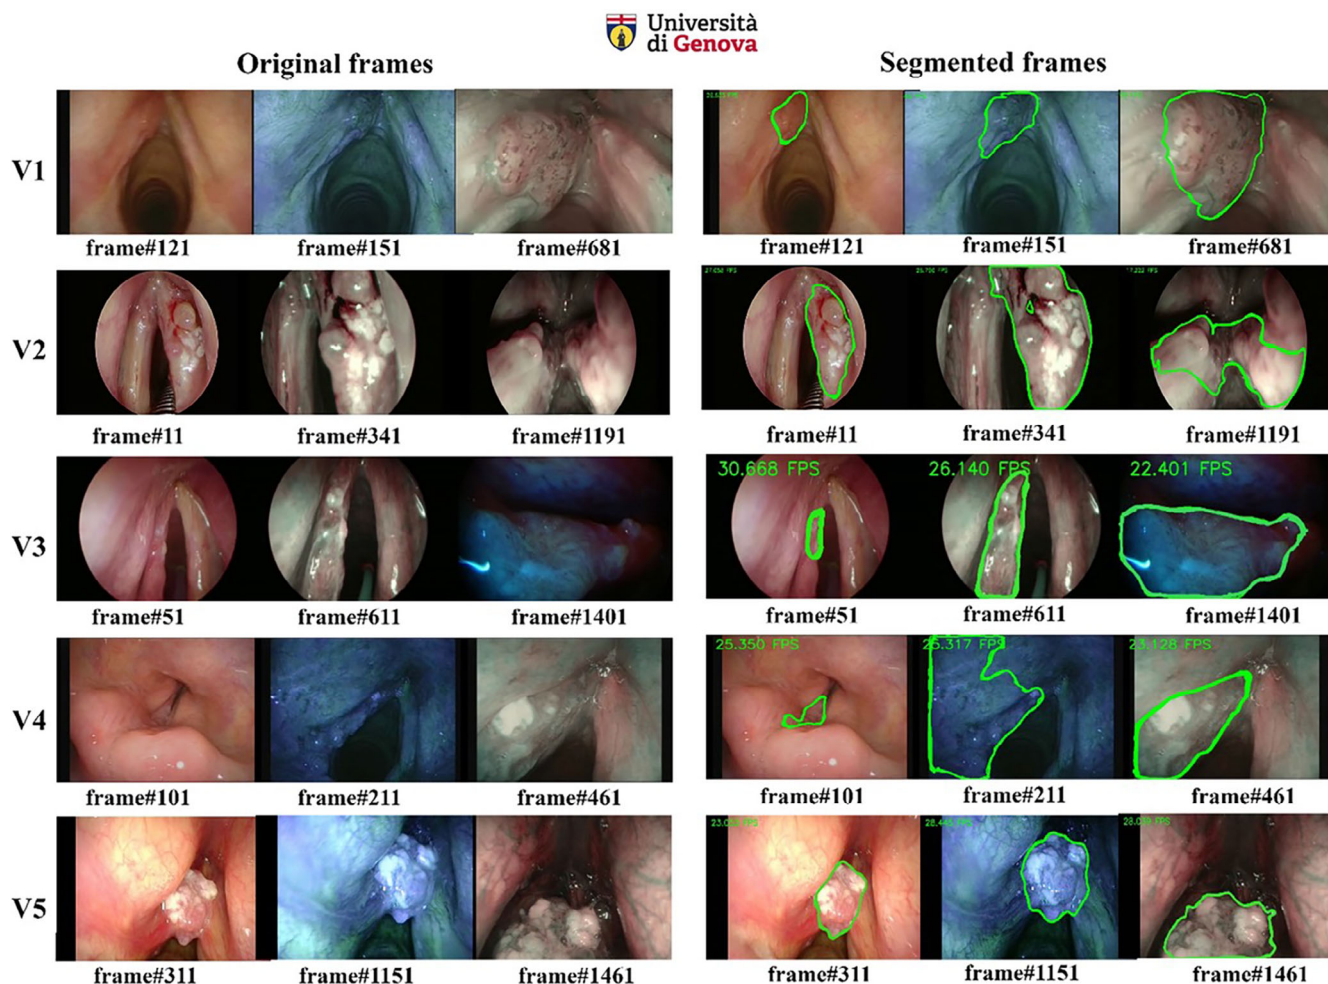 Università
di Genova
Original frames
Segmented frames
V1
frame#121 frame#151 frame#681 frame#121 frame#151 frame#681
V2
frame#11 frame#341 frame#1191 frame#11 frame#341 frame#1191
V3
30.668 FPS 26.140 FPS 22.401 FPS
frame#51 frame#611 frame#1401 frame#51 frame#611 frame#1401
V4
25.350 FPS 25.317 FPS 23.128 FPS
frame#101 frame#211 frame#461 frame#101 frame#211 frame#461
V5
frame#311 frame#1151 frame#1461 frame#311 frame#1151 frame#1461